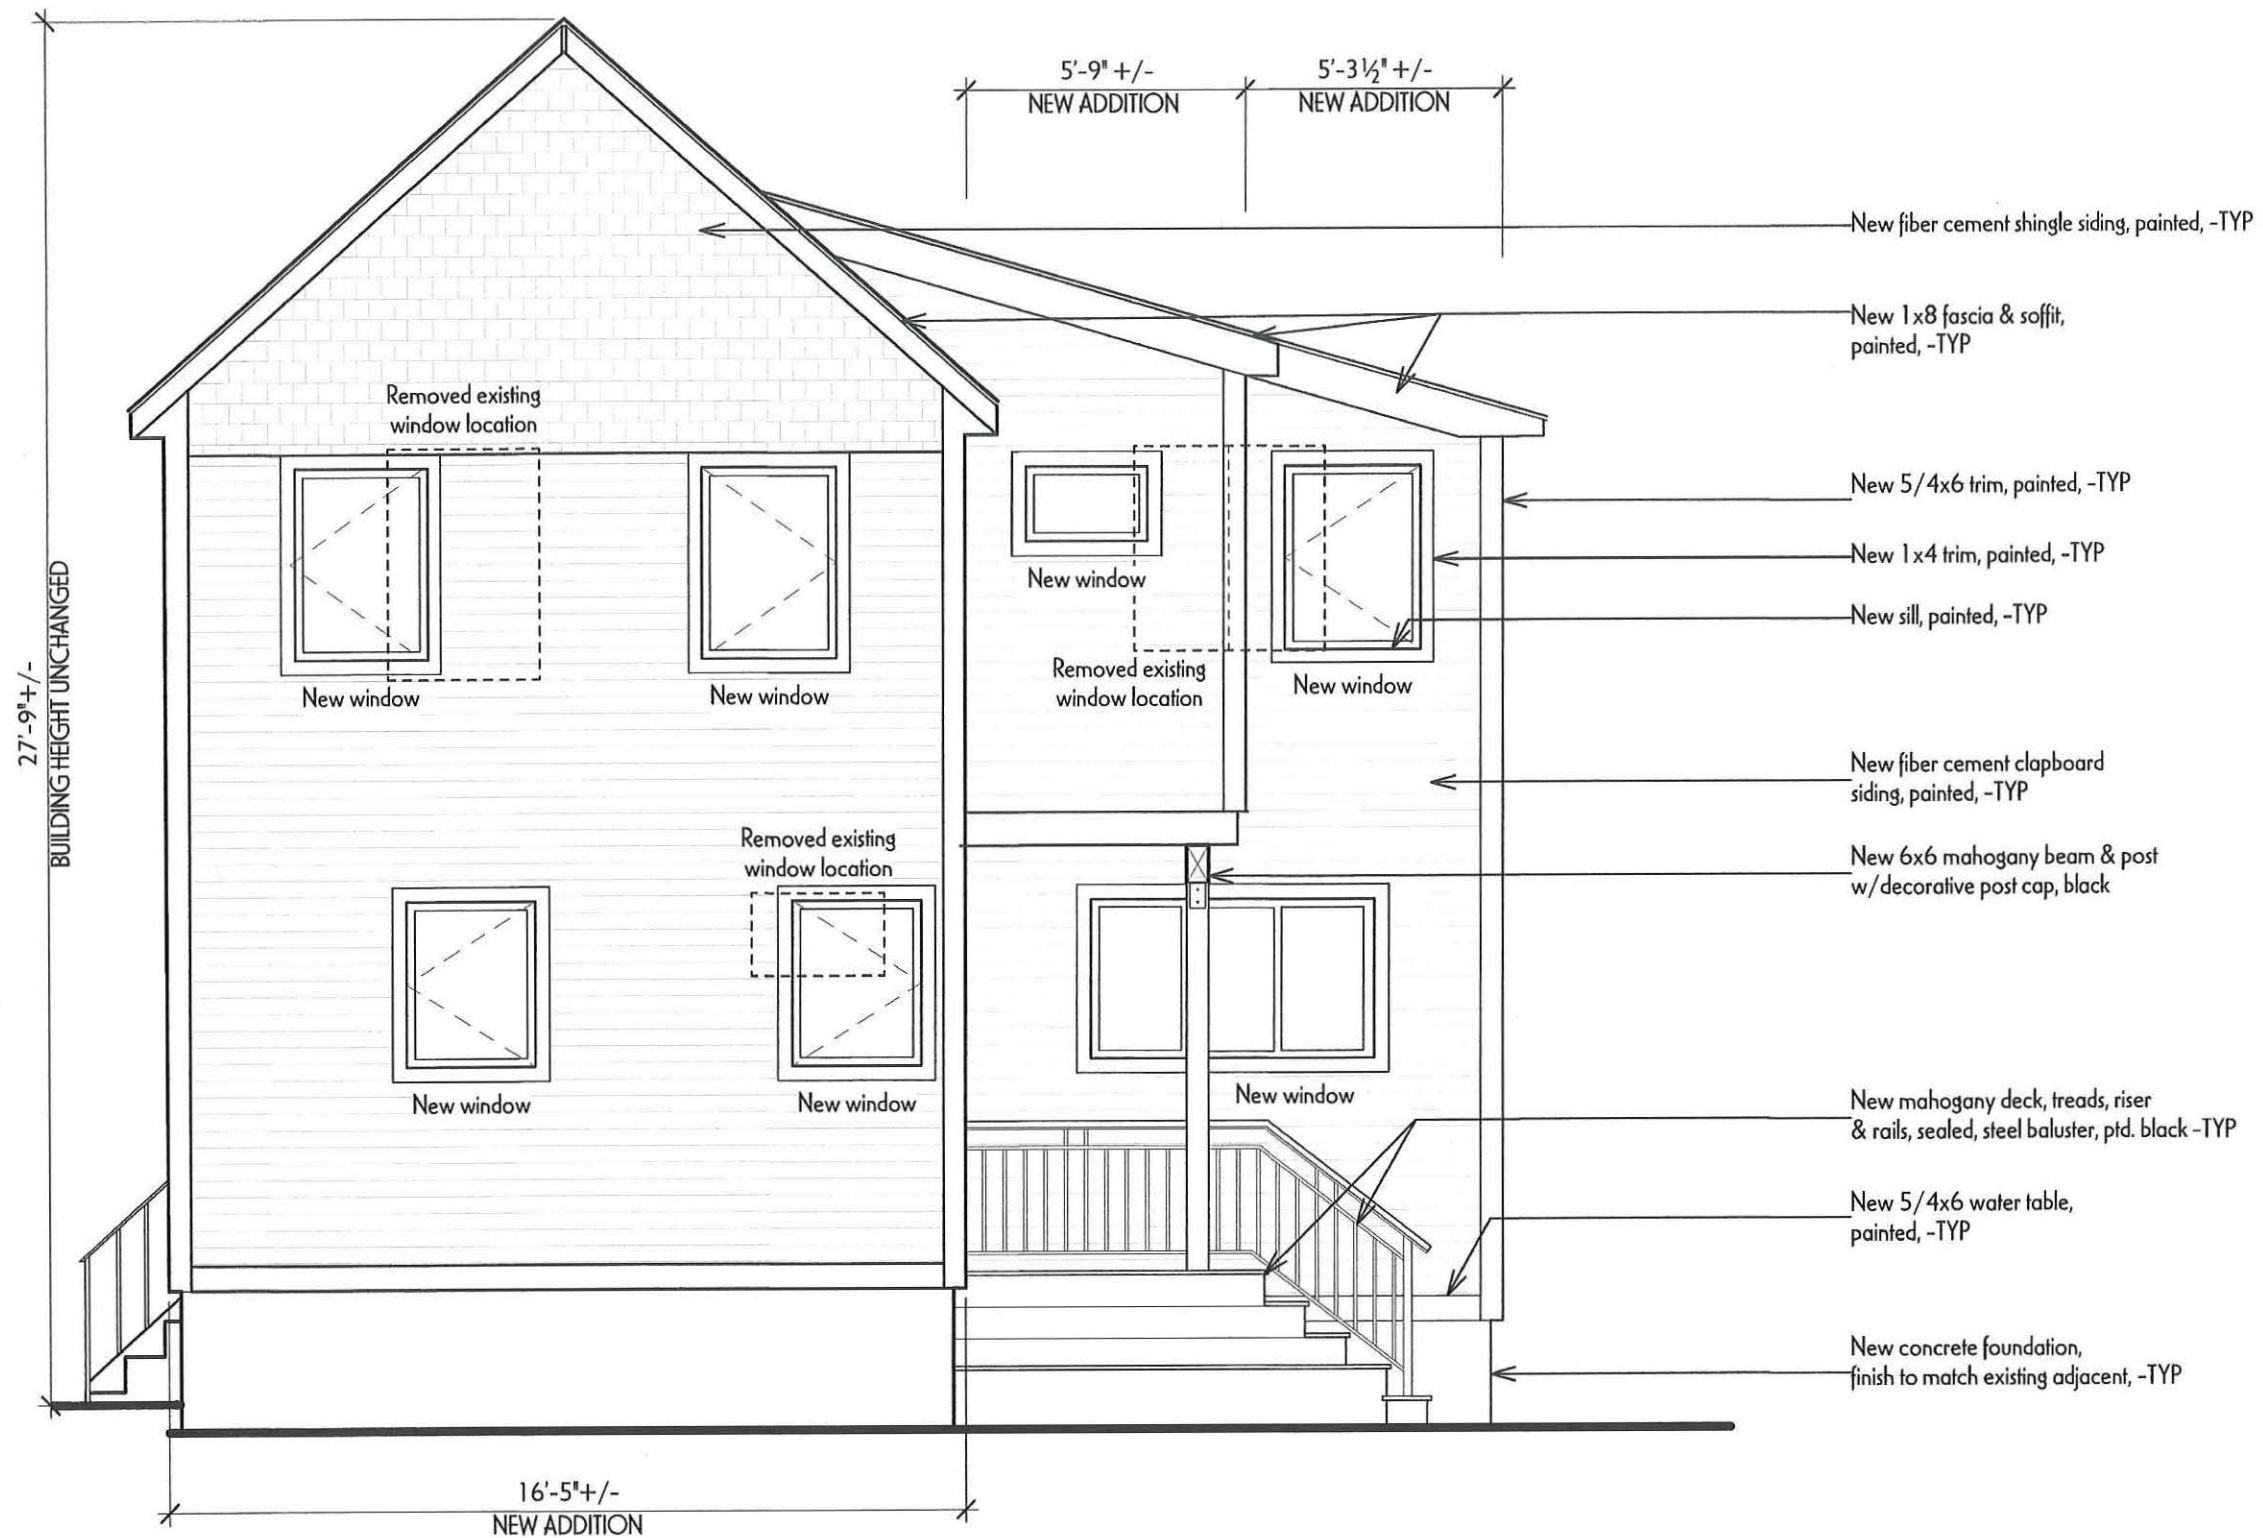 5'-9" +/-
NEW ADDITION
5'-3½" +/-
NEW ADDITION
New fiber cement shingle siding, painted, -TYP
New 1x8 fascia & soffit,
painted, -TYP
Removed existing
window location
New 5/4x6 trim, painted, -TYP
New 1x4 trim, painted, -TYP
New window
New sill, painted, -TYP
27'-9"+/-
BUILDING HEIGHT UNCHANGED
Removed existing
window location
New window
New window
New window
New fiber cement clapboard
siding, painted, -TYP
Removed existing
window location
New 6x6 mahogany beam & post
w/decorative post cap, black
New window
New window
New window
New mahogany deck, treads, riser
& rails, sealed, steel baluster, ptd. black -TYP
New 5/4x6 water table,
painted, -TYP
New concrete foundation,
finish to match existing adjacent, -TYP
16'-5"+/-
NEW ADDITION